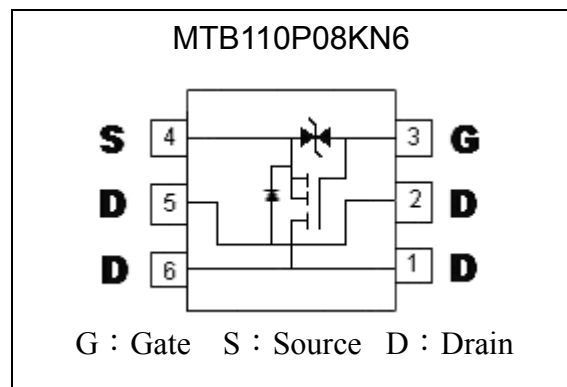 MTB110P08KN6
S 4 3 G
D 5 2 D
D 6 1 D
G：Gate S：Source D：Drain